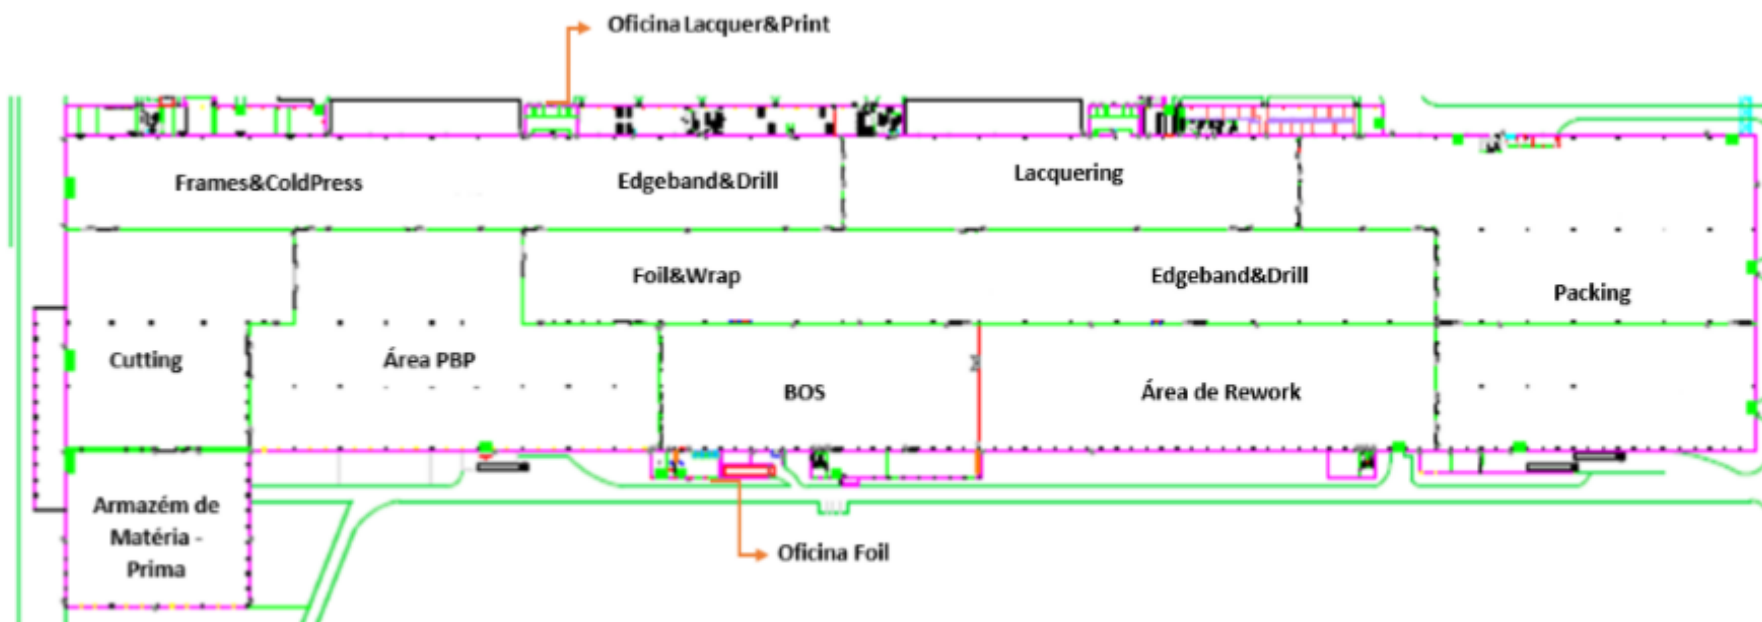 Oficina Lacquer&Print
Frames&ColdPress
Edgeband&Drill
Lacquering
Foil&Wrap
Edgeband&Drill
Packing
Cutting
Área PBP
BOS
Área de Rework
Armazém de
Matéria -
Prima
Oficina Foil